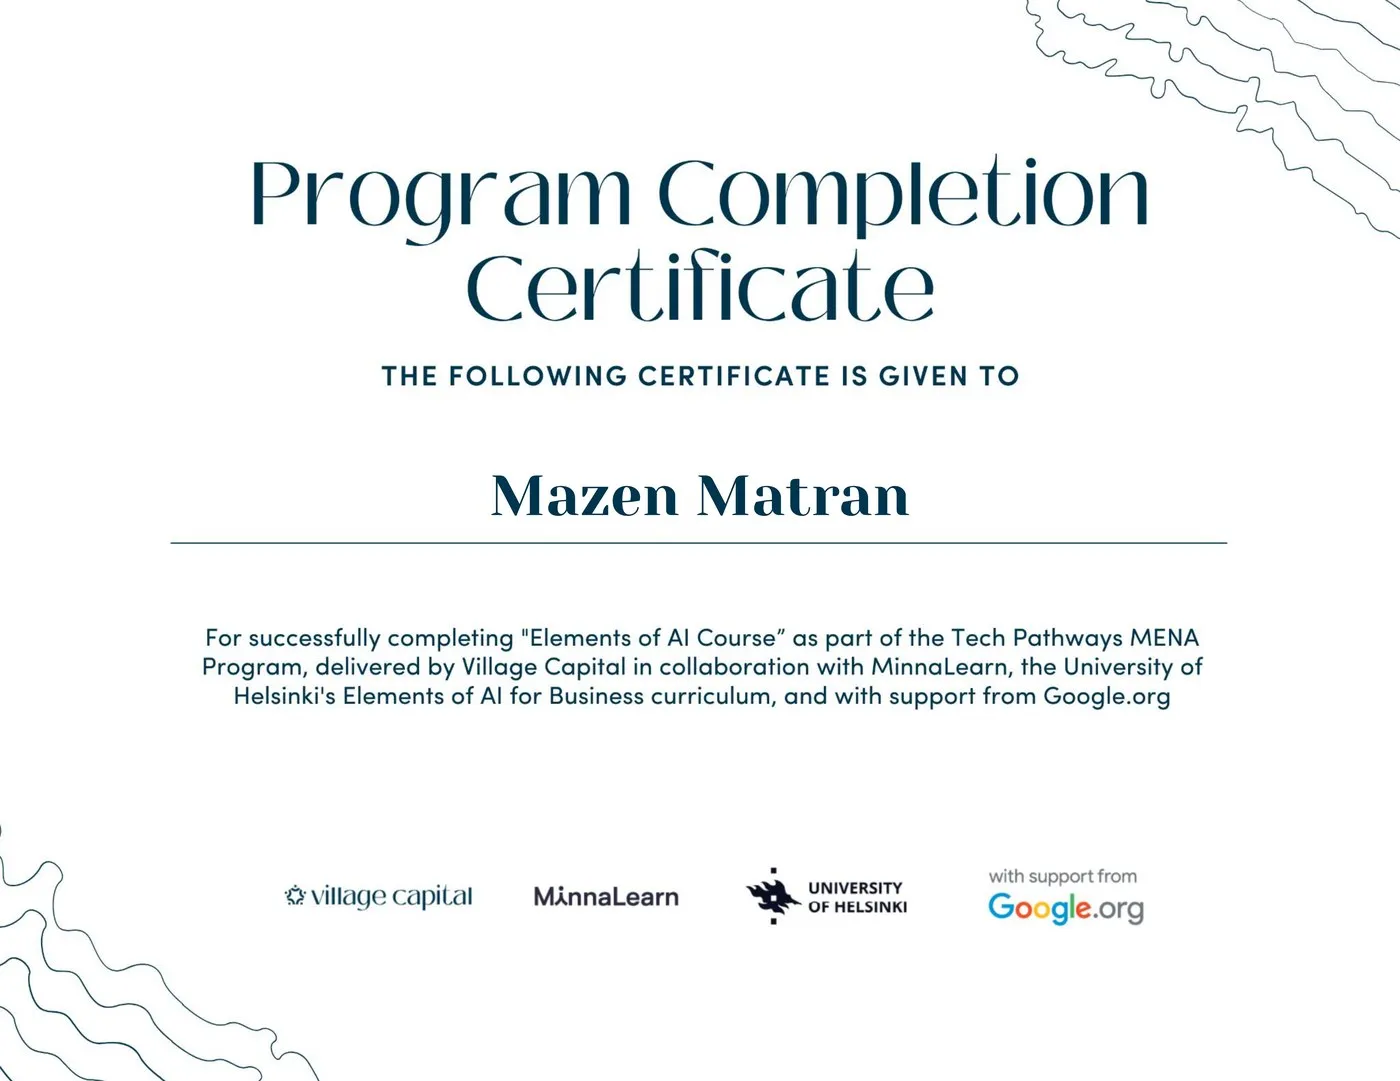 Program Completion
Certificate
THE FOLLOWING CERTIFICATE IS GIVEN TO
Mazen Matran
For successfully completing "Elements of AI Course” as part of the Tech Pathways MENA
Program, delivered by Village Capital in collaboration with MinnaLearn, the University of
Helsinki's Elements of AI for Business curriculum, and with support from Google.org
village capital
MinnaLearn
UNIVERSITY
OF HELSINKI
with support from
Google.org